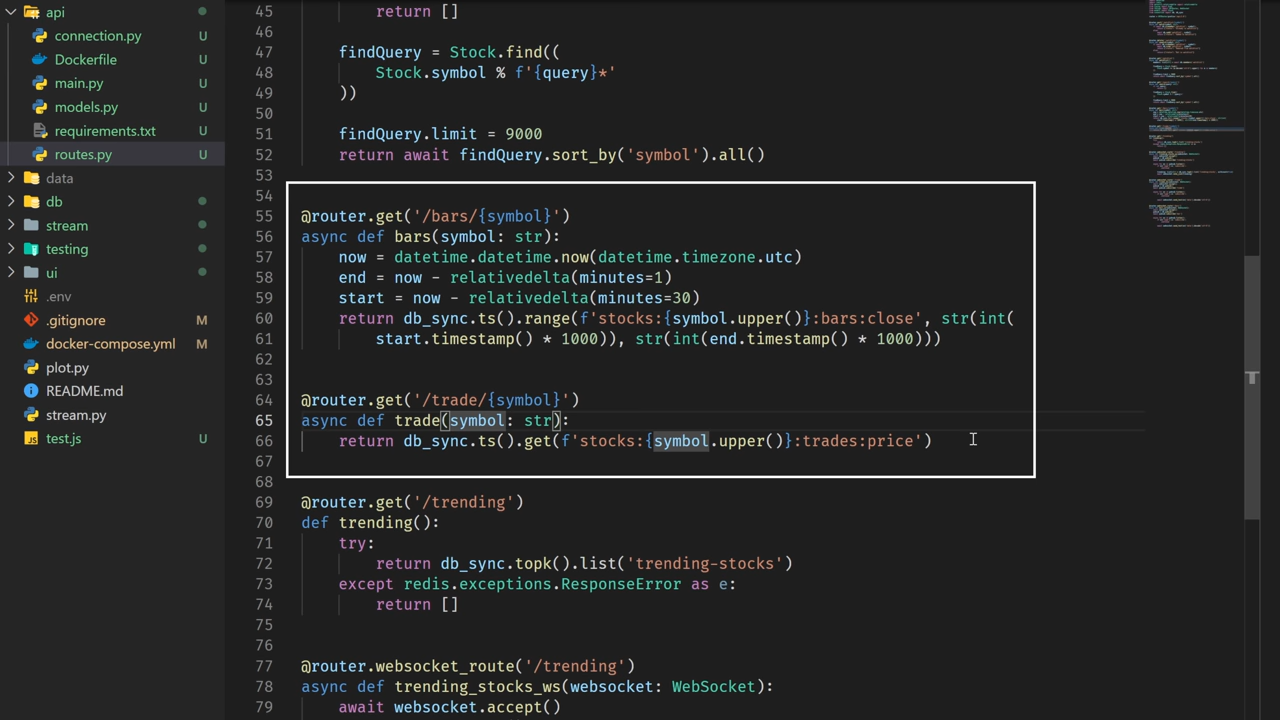 api
connection.py U
Dockerfile U
main.py U
models.py U
requirements.txt U
routes.py U
data
db
stream
testing
ui
.env
.gitignore M
docker-compose.yml M
plot.py
README.md
stream.py
test.js U
45 return []
46
47 findQuery = Stock.find((
48 Stock.symbol % f'{query}*'
49 ))
50
51 findQuery.limit = 9000
52 return await findQuery.sort_by('symbol').all()
53
54
55 @router.get('/bars/{symbol}')
56 async def bars(symbol: str):
57 now = datetime.datetime.now(datetime.timezone.utc)
58 end = now - relativedelta(minutes=1)
59 start = now - relativedelta(minutes=30)
60 return db_sync.ts().range(f'stocks:{symbol.upper()}:bars:close', str(int(
61 start.timestamp() * 1000)), str(int(end.timestamp() * 1000)))
62
63
64 @router.get('/trade/{symbol}')
65 async def trade(symbol: str):
66 return db_sync.ts().get(f'stocks:{symbol.upper()}:trades:price')
67
68
69 @router.get('/trending')
70 def trending():
71 try:
72 return db_sync.topk().list('trending-stocks')
73 except redis.exceptions.ResponseError as e:
74 return []
75
76
77 @router.websocket_route('/trending')
78 async def trending_stocks_ws(websocket: WebSocket):
79 await websocket.accept()